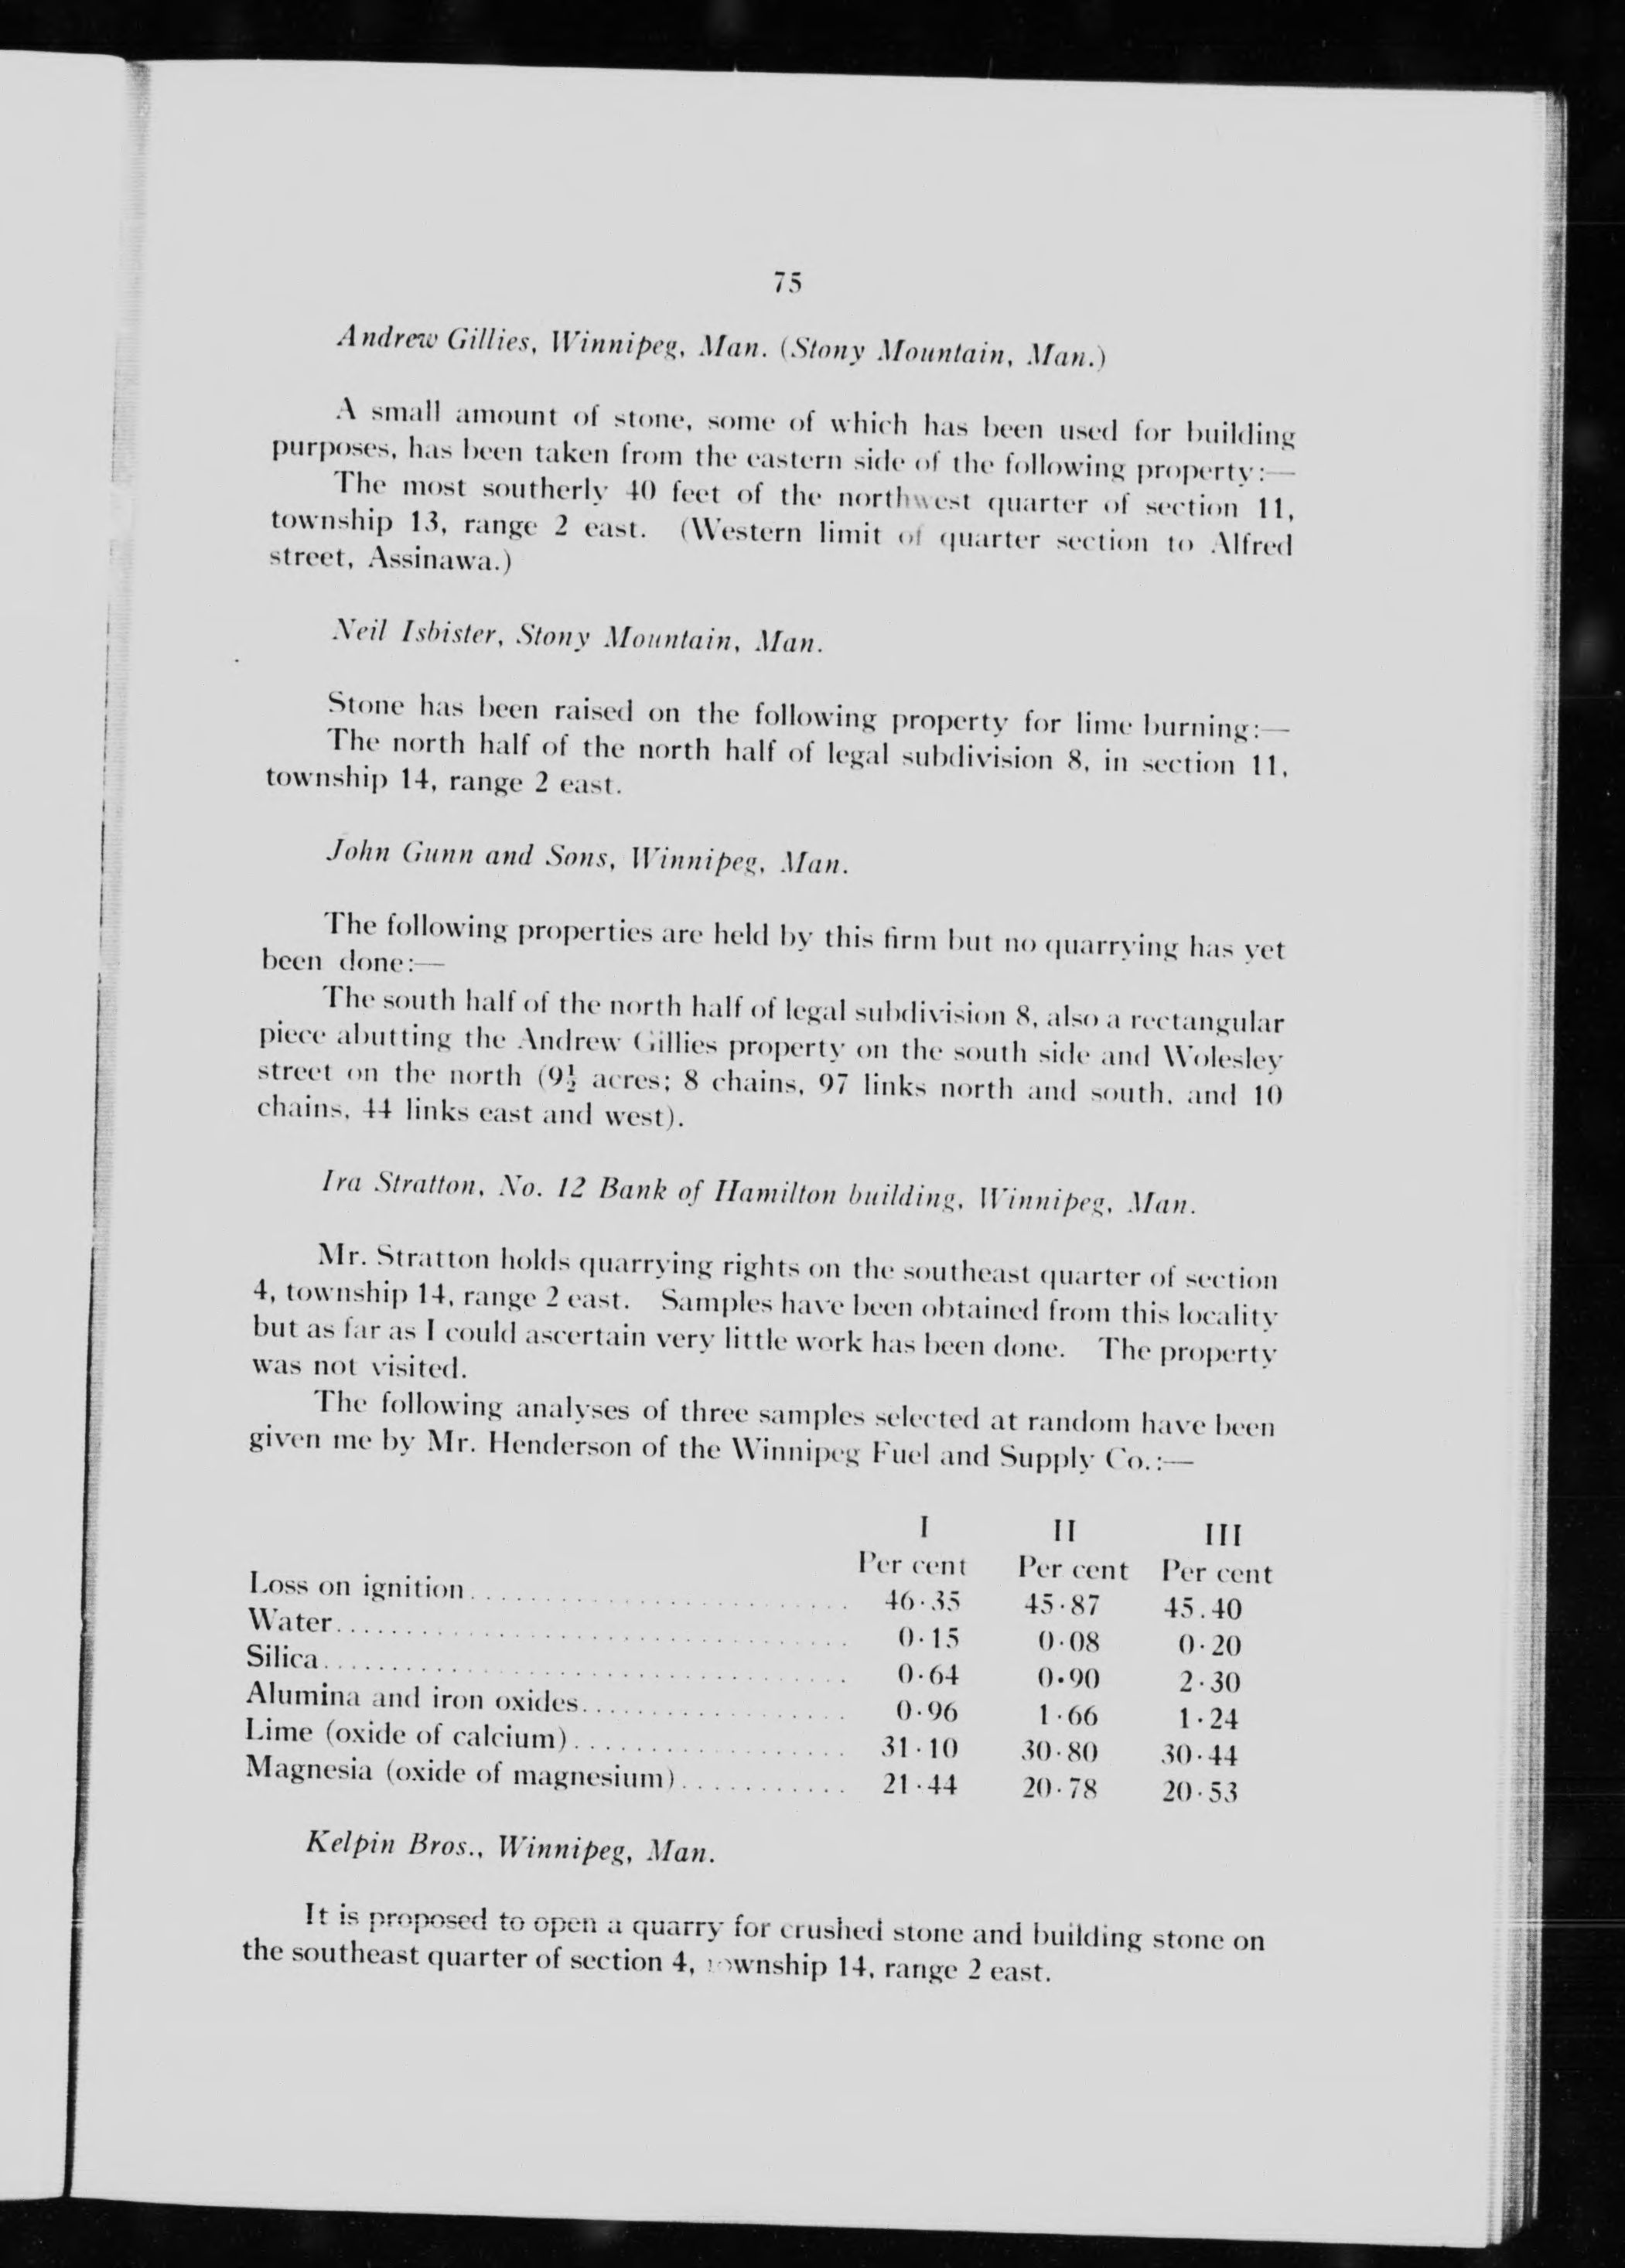 75
Andrew Gillies, Winnipeg, Man. (Stony Mountain, Man.)
A small amount of stone, some of which has been used for building
purposes, has been taken from the eastern side of the following property:—
The most southerly 40 feet of the northwest quarter of section 11,
township 13, range 2 east. (Western limit of quarter section to Alfred
street, Assinawa.)
Neil Isbister, Stony Mountain, Man.
Stone has been raised on the following property for lime burning:—
The north half of the north half of legal subdivision 8, in section 11,
township 14, range 2 east.
John Gunn and Sons, Winnipeg, Man.
The following properties are held by this firm but no quarrying has yet
been done:—
The south half of the north half of legal subdivision 8, also a rectangular
piece abutting the Andrew Gillies property on the south side and Wolesley
street on the north (9½ acres; 8 chains, 97 links north and south, and 10
chains, 44 links east and west).
Ira Stratton, No. 12 Bank of Hamilton building, Winnipeg, Man.
Mr. Stratton holds quarrying rights on the southeast quarter of section
4, township 14, range 2 east. Samples have been obtained from this locality
but as far as I could ascertain very little work has been done. The property
was not visited.
The following analyses of three samples selected at random have been
given me by Mr. Henderson of the Winnipeg Fuel and Supply Co.:—
I II III
Per cent Per cent Per cent
Loss on ignition........................... 46·35 45·87 45.40
Water..................................... 0·15 0·08 0·20
Silica...................................... 0·64 0·90 2·30
Alumina and iron oxides................... 0·96 1·66 1·24
Lime (oxide of calcium).................... 31·10 30·80 30·44
Magnesia (oxide of magnesium)........... 21·44 20·78 20·53
Kelpin Bros., Winnipeg, Man.
It is proposed to open a quarry for crushed stone and building stone on
the southeast quarter of section 4, township 14, range 2 east.